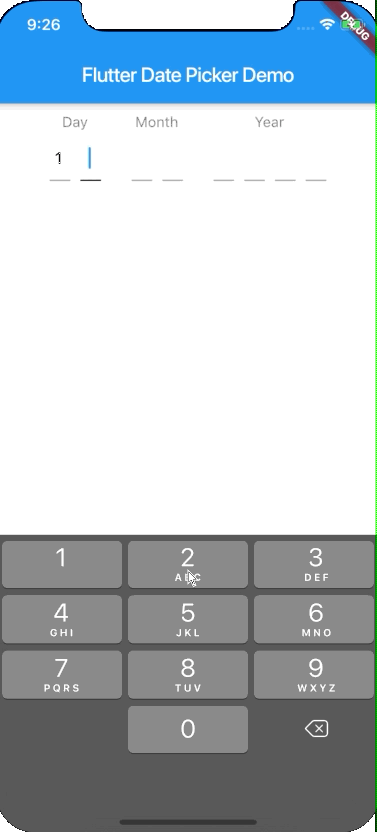 9:26
DEBUG
Flutter Date Picker Demo
Day Month Year
1
1 2 3
ABC DEF
4 5 6
GHI JKL MNO
7 8 9
PQRS TUV WXYZ
0